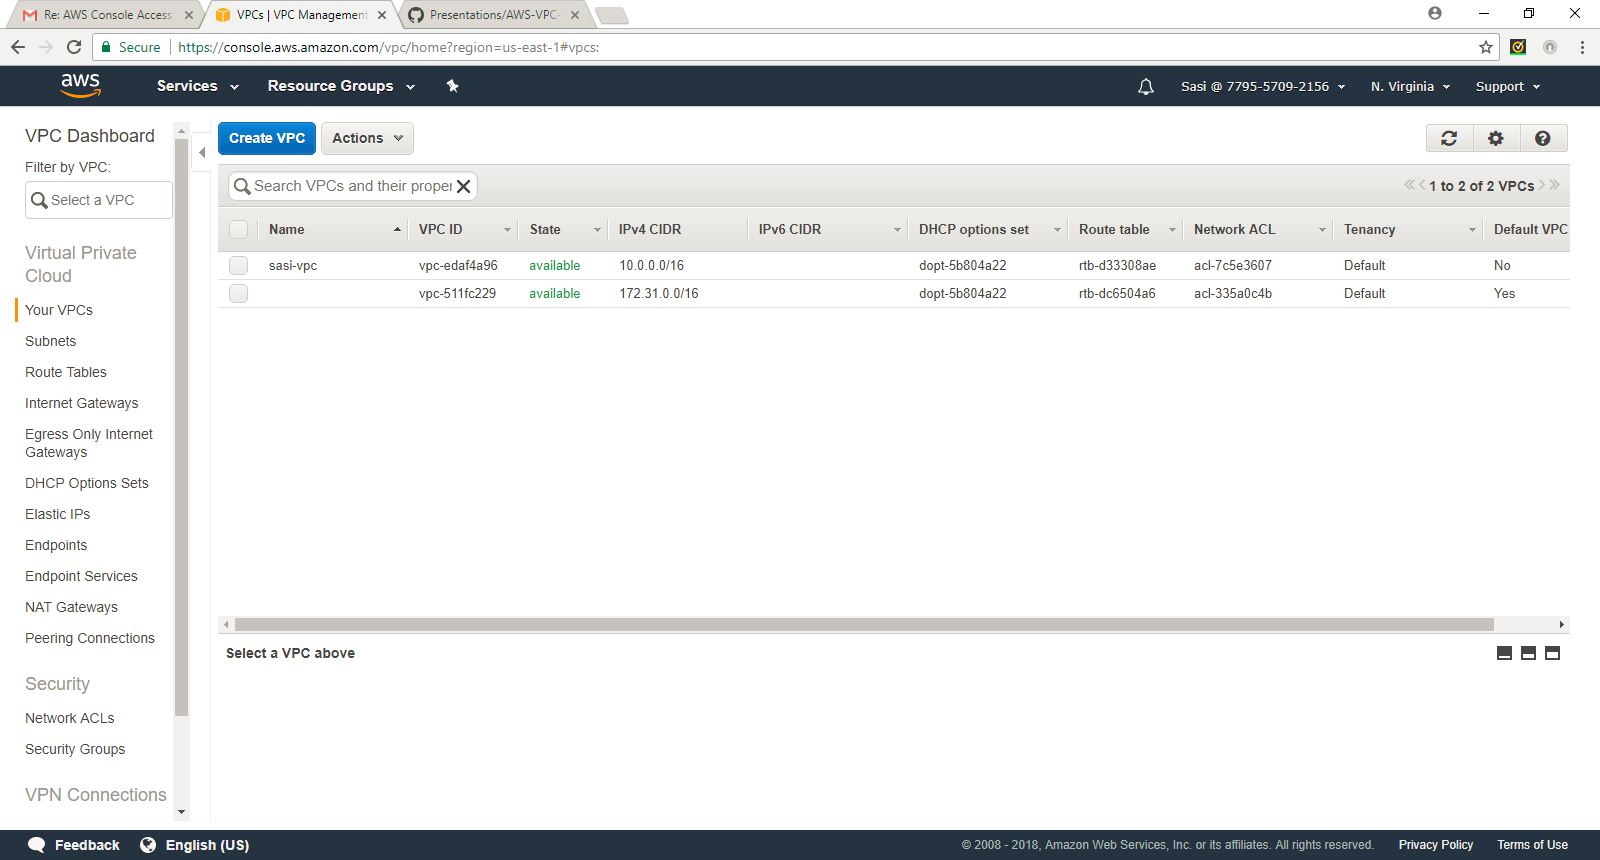 Re: AWS Console Access
VPCs | VPC Management
Presentations/AWS-VPC-
Secure
https://console.aws.amazon.com/vpc/home?region=us-east-1#vpcs:
aws
Services
Resource Groups
Sasi @ 7795-5709-2156
N. Virginia
Support
VPC Dashboard
Filter by VPC:
Select a VPC
Virtual Private
Cloud
Your VPCs
Subnets
Route Tables
Internet Gateways
Egress Only Internet
Gateways
DHCP Options Sets
Elastic IPs
Endpoints
Endpoint Services
NAT Gateways
Peering Connections
Security
Network ACLs
Security Groups
VPN Connections
Create VPC
Actions
Search VPCs and their proper
1 to 2 of 2 VPCs
Name VPC ID State IPv4 CIDR IPv6 CIDR DHCP options set Route table Network ACL Tenancy Default VPC
sasi-vpc vpc-edaf4a96 available 10.0.0.0/16 dopt-5b804a22 rtb-d33308ae acl-7c5e3607 Default No
vpc-511fc229 available 172.31.0.0/16 dopt-5b804a22 rtb-dc6504a6 acl-335a0c4b Default Yes
Select a VPC above
Feedback
English (US)
© 2008 - 2018, Amazon Web Services, Inc. or its affiliates. All rights reserved.
Privacy Policy
Terms of Use